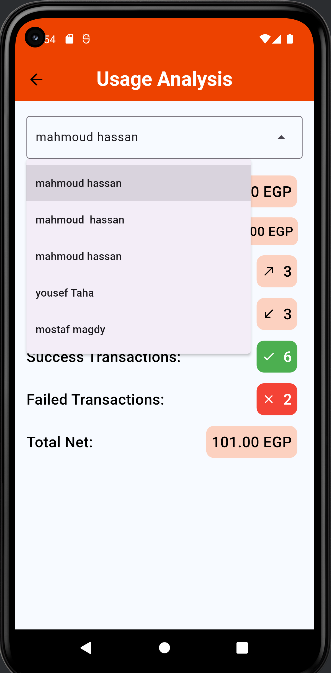 54
Usage Analysis
mahmoud hassan
mahmoud hassan
mahmoud  hassan
mahmoud hassan
yousef Taha
mostaf magdy
0 EGP
00 EGP
3
3
Success Transactions: 6
Failed Transactions: 2
Total Net: 101.00 EGP